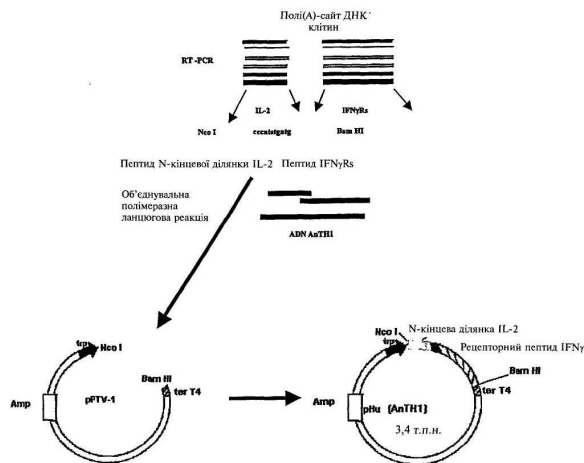 Полі(А)-сайт ДНК
клітин
RT-PCR
IL-2
IFNγRs
Nco I
cccatstgatg
Bam HI
Пептид N-кінцевої ділянки IL-2
Пептид IFNγRs
Об'єднувальна
полімеразна
ланцюгова реакція
ADN AnTH1
trp
Nco I
Bam HI
ter T4
Amp
pPTV-1
Nco I
N-кінцева ділянка IL-2
trp
Рецепторний пептид IFNγ
Bam HI
ter T4
Amp
pHu [AnTH1]
3,4 т.п.н.